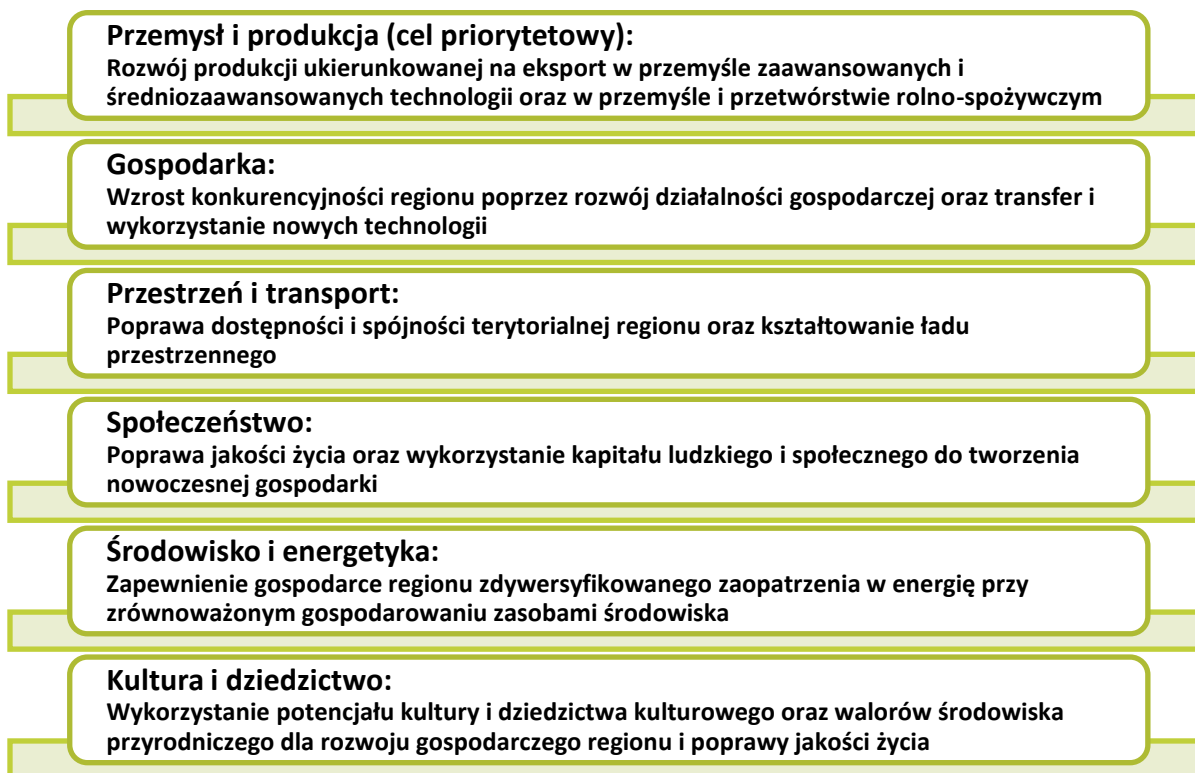 Przemysł i produkcja (cel priorytetowy):
Rozwój produkcji ukierunkowanej na eksport w przemyśle zaawansowanych i
średniozaawansowanych technologii oraz w przemyśle i przetwórstwie rolno-spożywczym
Gospodarka:
Wzrost konkurencyjności regionu poprzez rozwój działalności gospodarczej oraz transfer i
wykorzystanie nowych technologii
Przestrzeń i transport:
Poprawa dostępności i spójności terytorialnej regionu oraz kształtowanie ładu
przestrzennego
Społeczeństwo:
Poprawa jakości życia oraz wykorzystanie kapitału ludzkiego i społecznego do tworzenia
nowoczesnej gospodarki
Środowisko i energetyka:
Zapewnienie gospodarce regionu zdywersyfikowanego zaopatrzenia w energię przy
zrównoważonym gospodarowaniu zasobami środowiska
Kultura i dziedzictwo:
Wykorzystanie potencjału kultury i dziedzictwa kulturowego oraz walorów środowiska
przyrodniczego dla rozwoju gospodarczego regionu i poprawy jakości życia